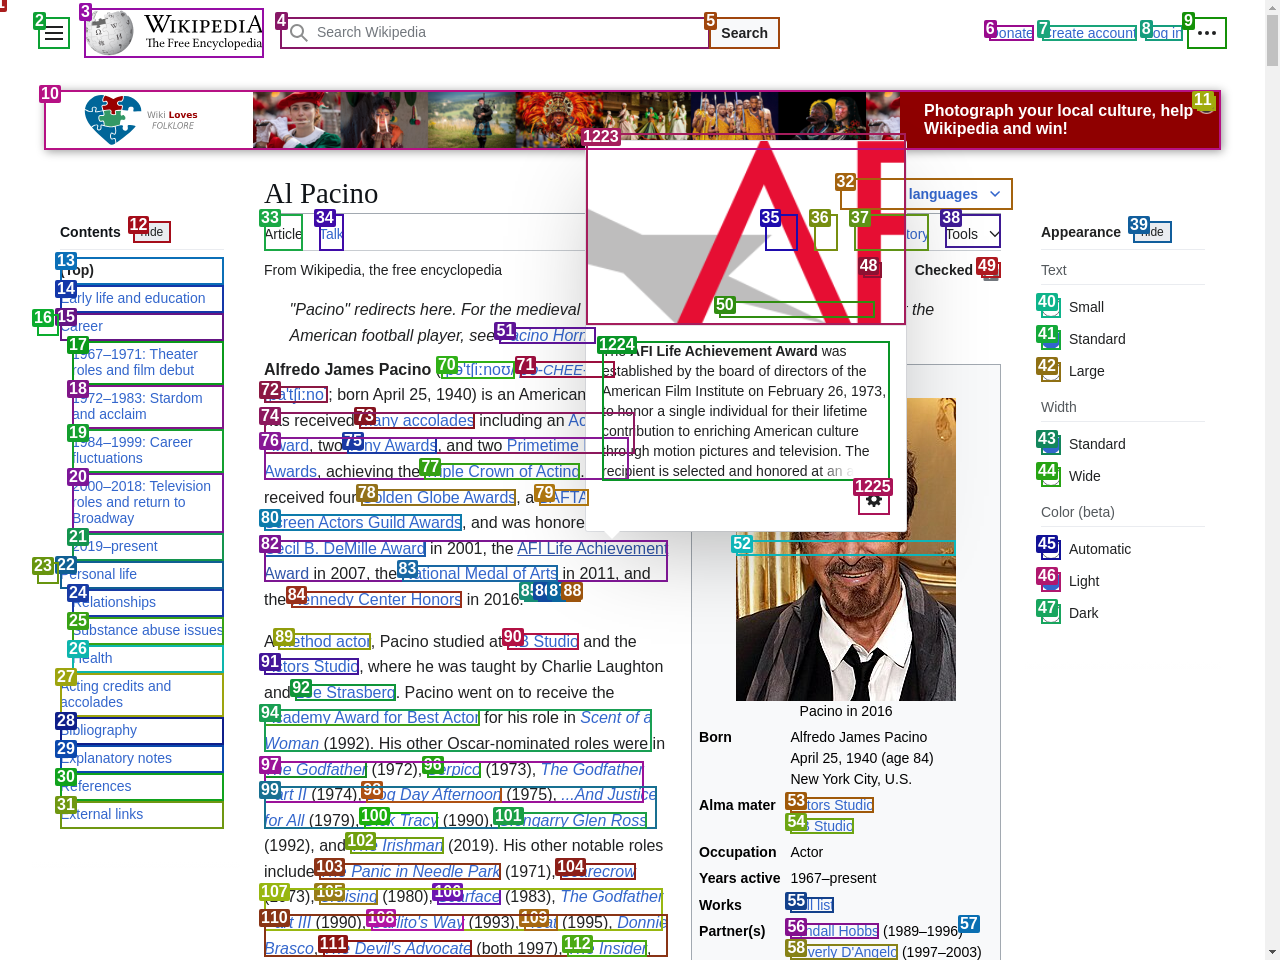 WIKIPEDIA
The Free Encyclopedia
Search Wikipedia
Search
Donate
Create account
Log in
Wiki Loves
FOLKLORE
Photograph your local culture, help
Wikipedia and win!
Contents
hide
(Top)
Early life and education
Career
1967–1971: Theater
roles and film debut
1972–1983: Stardom
and acclaim
1984–1999: Career
fluctuations
2000–2018: Television
roles and return to
Broadway
2019–present
Personal life
Relationships
Substance abuse issues
Health
Acting credits and
accolades
Bibliography
Explanatory notes
References
External links
Al Pacino
languages
Article
Talk
Tools
From Wikipedia, the free encyclopedia
Checked
"Pacino" redirects here. For the medieval
the
American football player, see Pacino Horn
Alfredo James Pacino
; born April 25, 1940) is an American
has received many accolades including an
Award, two Tony Awards, and two Primetime
Awards, achieving the Triple Crown of Acting.
received four Golden Globe Awards, a BAFTA
Screen Actors Guild Awards, and was honored
Cecil B. DeMille Award in 2001, the AFI Life Achievement
Award in 2007, the National Medal of Arts in 2011, and
the Kennedy Center Honors in 2016.
A method actor, Pacino studied at HB Studio and the
Actors Studio, where he was taught by Charlie Laughton
and Lee Strasberg. Pacino went on to receive the
Academy Award for Best Actor for his role in Scent of a
Woman (1992). His other Oscar-nominated roles were in
The Godfather (1972), Serpico (1973), The Godfather
Part II (1974), Dog Day Afternoon (1975), ...And Justice
for All (1979), Dick Tracy (1990), Glengarry Glen Ross
(1992), and The Irishman (2019). His other notable roles
include The Panic in Needle Park (1971), Scarecrow
(1973), Cruising (1980), Scarface (1983), The Godfather
Part III (1990), Carlito's Way (1993), Heat (1995), Donnie
Brasco, The Devil's Advocate (both 1997), The Insider,
The AFI Life Achievement Award was
established by the board of directors of the
American Film Institute on February 26, 1973,
to honor a single individual for their lifetime
contribution to enriching American culture
through motion pictures and television. The
recipient is selected and honored at an a
Pacino in 2016
Born
Alfredo James Pacino
April 25, 1940 (age 84)
New York City, U.S.
Alma mater
Actors Studio
HB Studio
Occupation
Actor
Years active
1967–present
Works
Full list
Partner(s)
Lyndall Hobbs (1989–1996)
Beverly D'Angelo (1997–2003)
Appearance
hide
Text
Small
Standard
Large
Width
Standard
Wide
Color (beta)
Automatic
Light
Dark